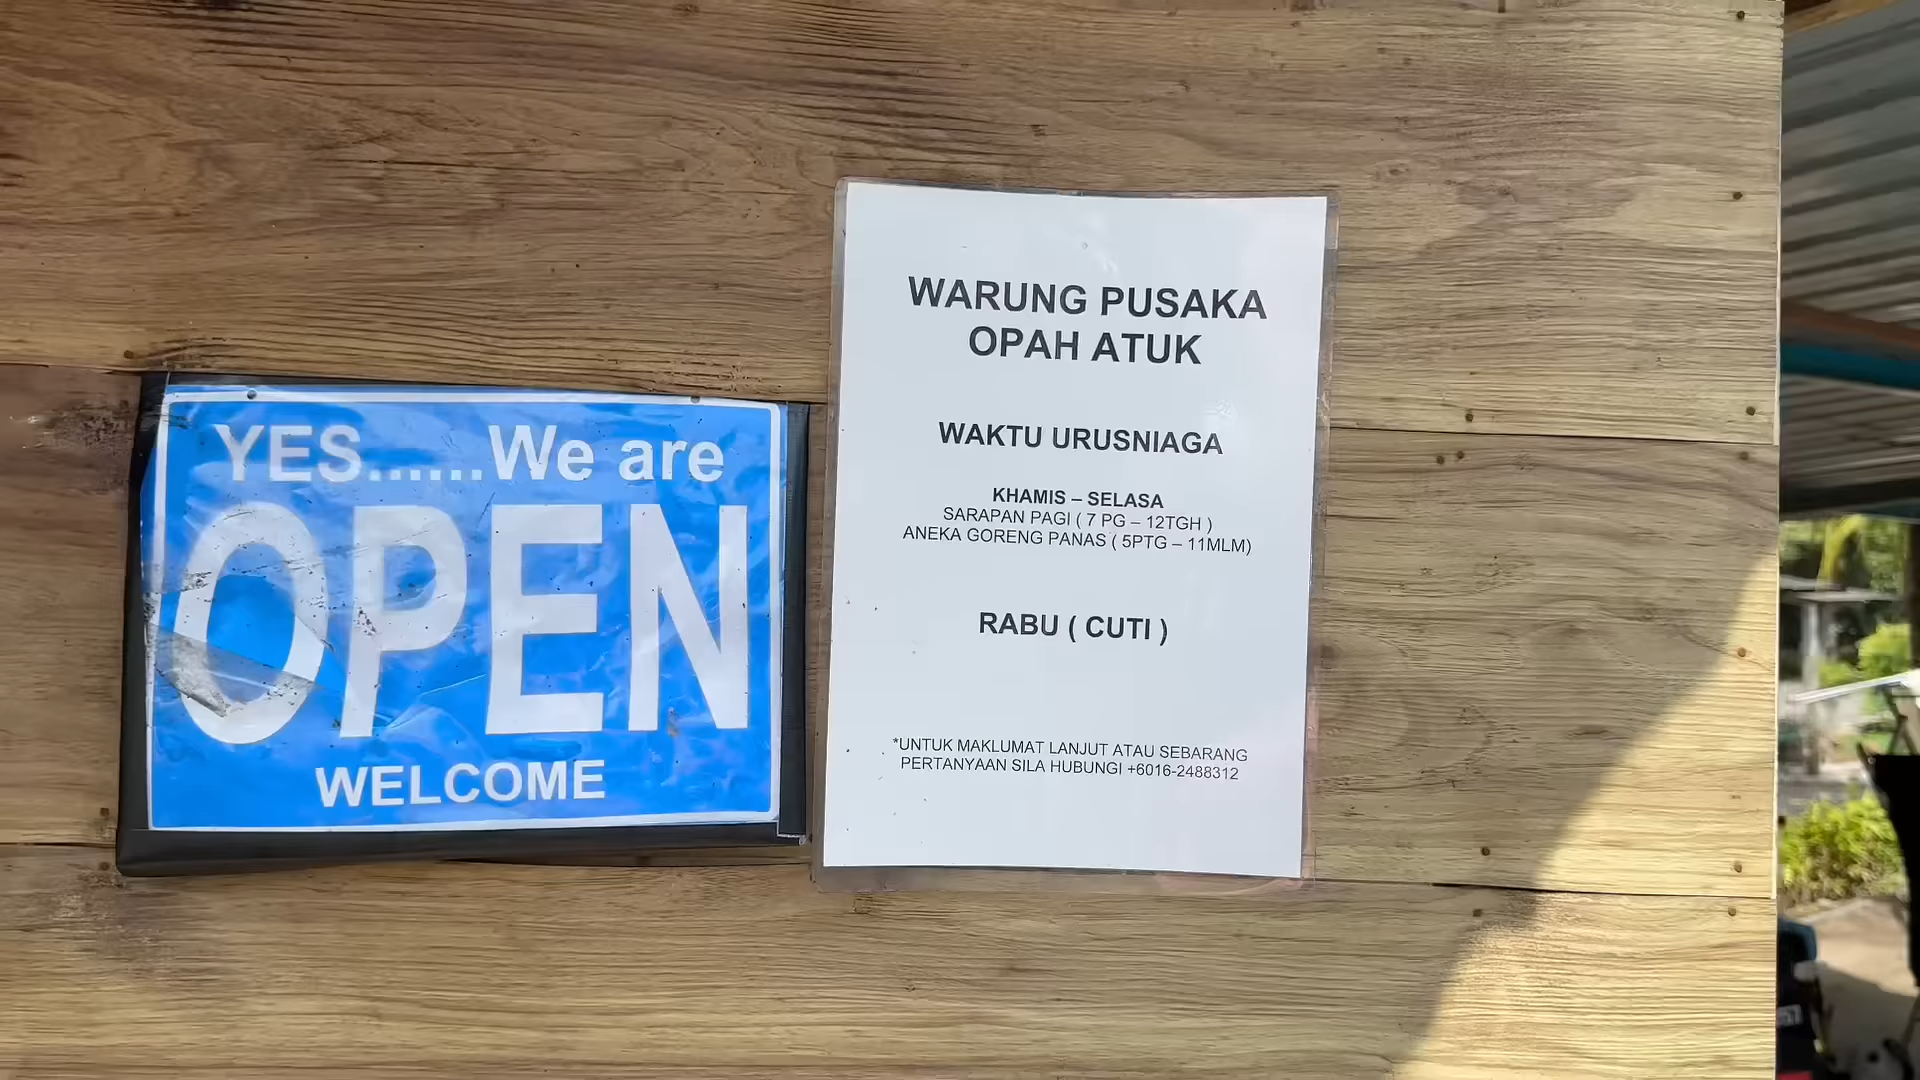 YES......We are
OPEN
WELCOME
WARUNG PUSAKA
OPAH ATUK
WAKTU URUSNIAGA
KHAMIS – SELASA
SARAPAN PAGI ( 7 PG – 12TGH )
ANEKA GORENG PANAS ( 5PTG – 11MLM)
RABU ( CUTI )
*UNTUK MAKLUMAT LANJUT ATAU SEBARANG
PERTANYAAN SILA HUBUNGI +6016-2488312